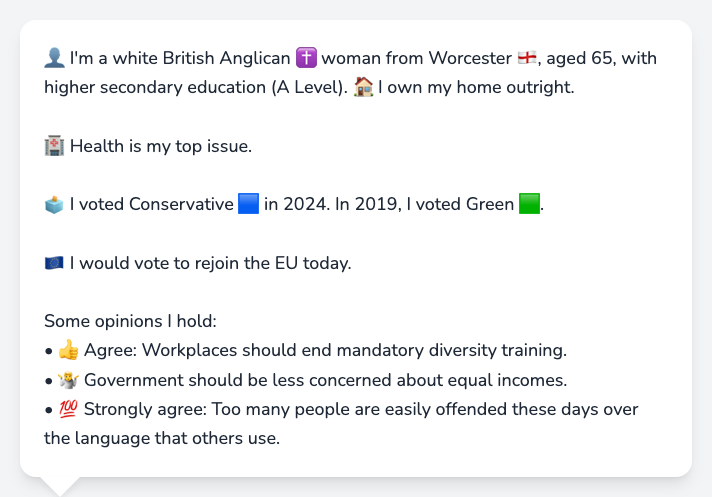 👤 I'm a white British Anglican ✝️ woman from Worcester 🏴󠁧󠁢󠁥󠁮󠁧󠁿, aged 65, with
higher secondary education (A Level). 🏠 I own my home outright.
🏥 Health is my top issue.
🗳️ I voted Conservative 🟦 in 2024. In 2019, I voted Green 🟩.
🇪🇺 I would vote to rejoin the EU today.
Some opinions I hold:
• 👍 Agree: Workplaces should end mandatory diversity training.
• 🤷 Government should be less concerned about equal incomes.
• 💯 Strongly agree: Too many people are easily offended these days over
the language that others use.